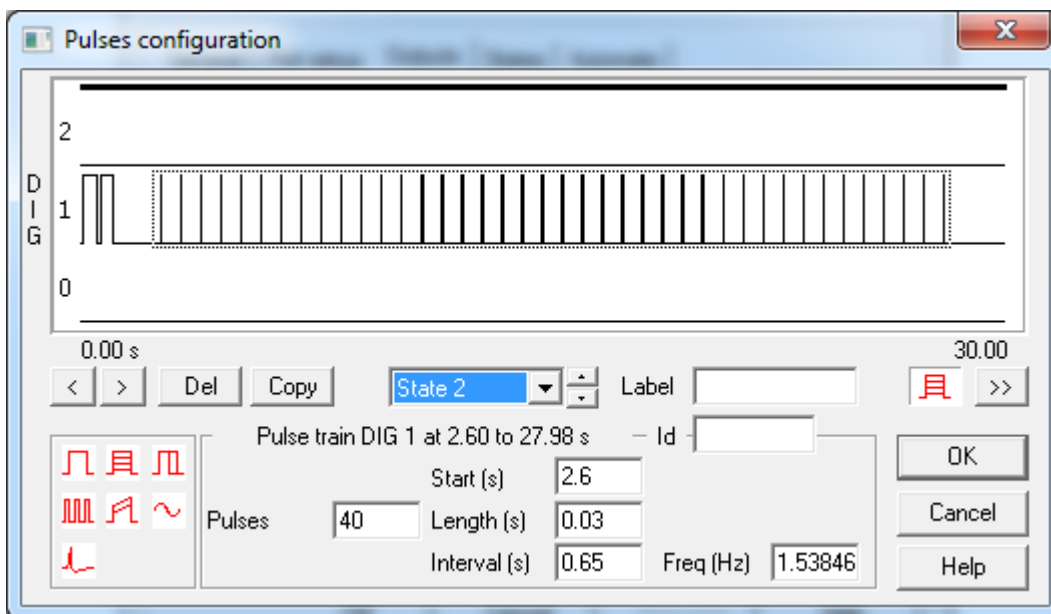 Pulses configuration
2
DIG
1
0
0.00 s 30.00
< > Del Copy State 2 Label >>
Pulse train DIG 1 at 2.60 to 27.98 s Id
OK
Start (s) 2.6
Pulses 40 Length (s) 0.03 Cancel
Interval (s) 0.65 Freq (Hz) 1.53846 Help